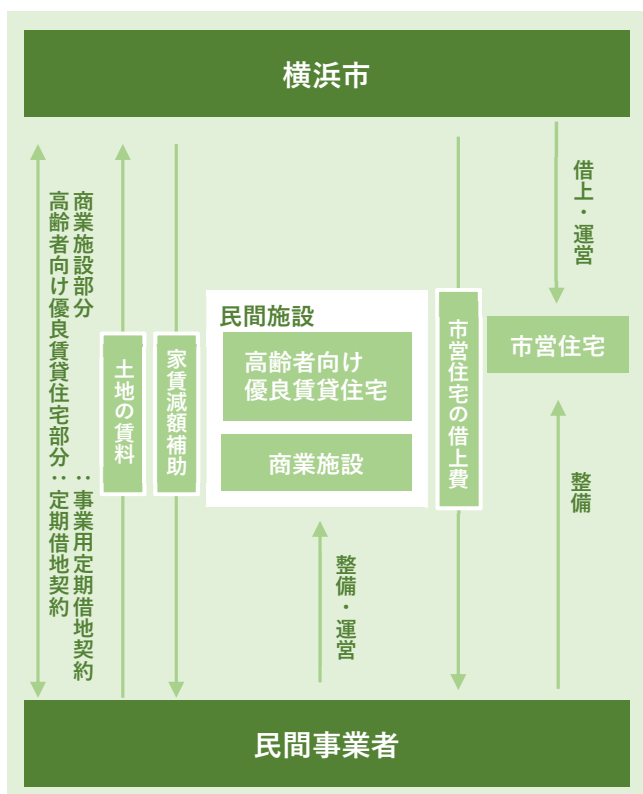 横浜市
商業施設部分　：事業用定期借地契約
高齢者向け優良賃貸住宅部分：定期借地契約
土地の賃料
家賃減額補助
民間施設
高齢者向け
優良賃貸住宅
商業施設
整備・運営
市営住宅の借上費
借上・運営
市営住宅
整備
民間事業者